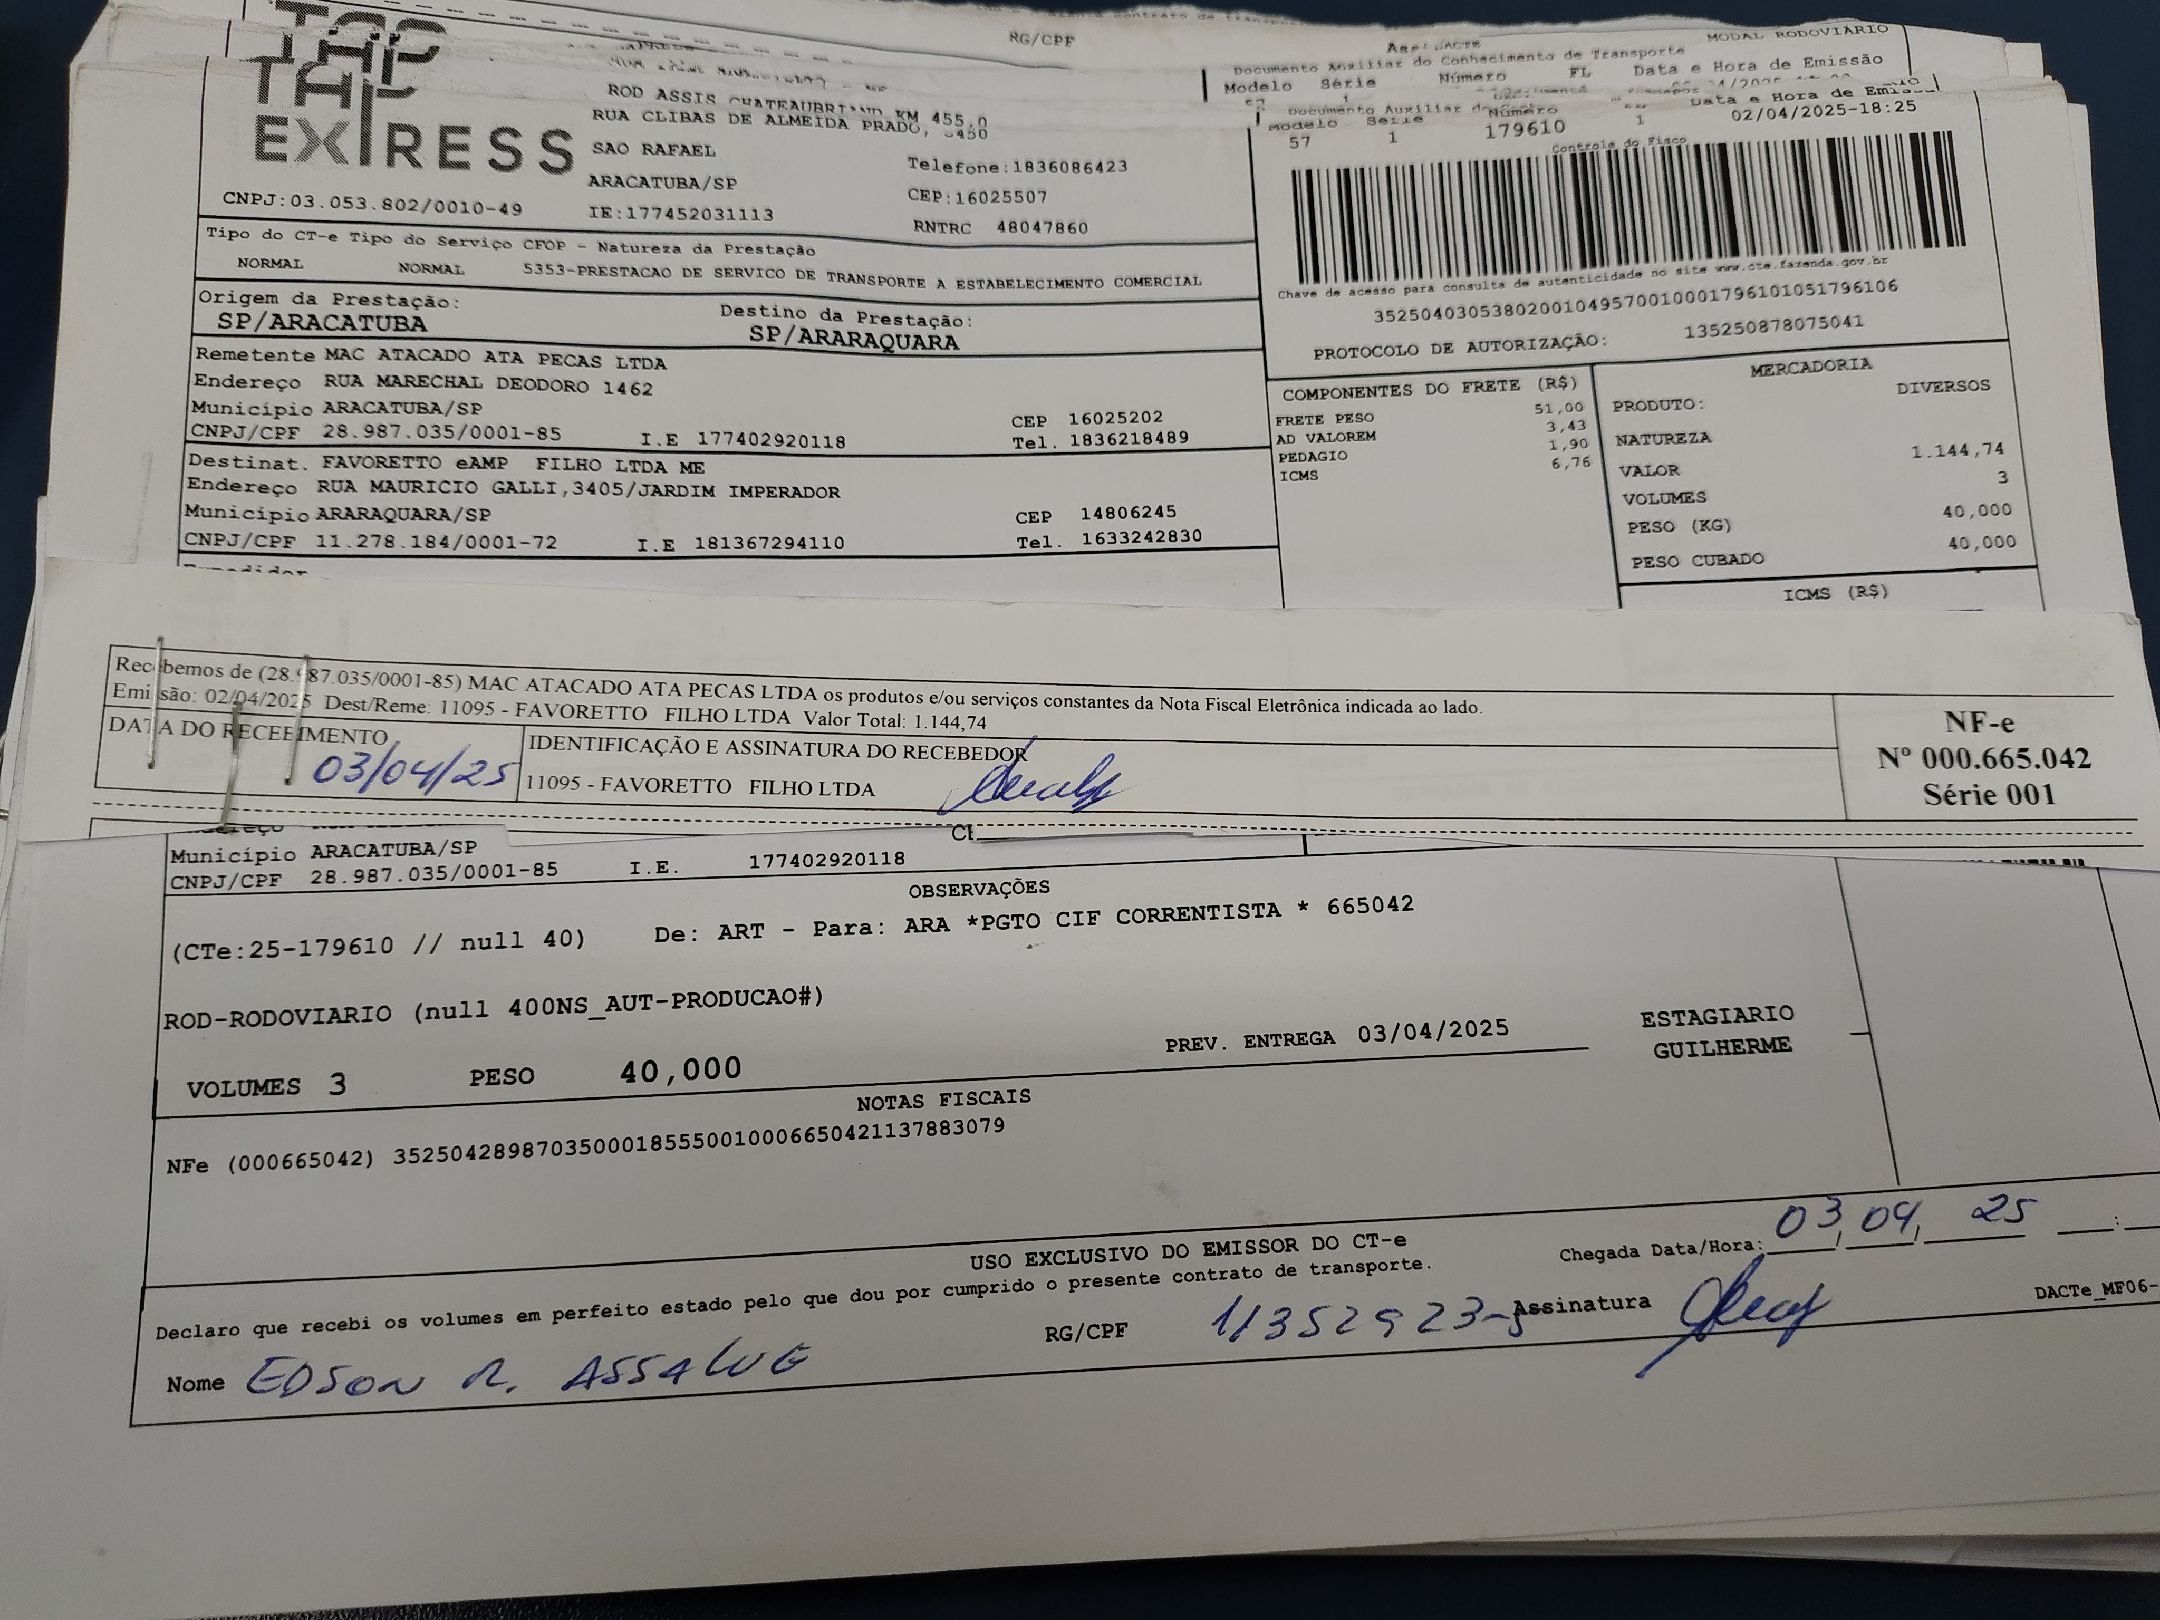 RG/CPF
MODAL RODOVIARIO
Documento Auxiliar do Conhecimento de Transporte
Modelo Série Número FL Data e Hora de Emissão
TAP
EXPRESS
ROD ASSIS CHATEAUBRIAND KM 455.0
RUA CLIBAS DE ALMEIDA PRADO,
SAO RAFAEL
Telefone:1836086423
ARACATUBA/SP
CEP:16025507
CNPJ:03.053.802/0010-49
IE:177452031113
RNTRC 48047860
Modelo Série Número Data e Hora de
57 1 179610 1 02/04/2025-18:25
Controle do Fisco
Chave de acesso para consulta de autenticidade no site www.cte.fazenda.gov.br
35250403053802001049570010001796101051796106
PROTOCOLO DE AUTORIZAÇÃO: 135250878075041
Tipo do CT-e Tipo do Serviço CFOP - Natureza da Prestação
NORMAL NORMAL 5353-PRESTACAO DE SERVICO DE TRANSPORTE A ESTABELECIMENTO COMERCIAL
Origem da Prestação: Destino da Prestação:
SP/ARACATUBA SP/ARARAQUARA
Remetente MAC ATACADO ATA PECAS LTDA
Endereço RUA MARECHAL DEODORO 1462
Município ARACATUBA/SP CEP 16025202
CNPJ/CPF 28.987.035/0001-85 I.E 177402920118 Tel. 1836218489
Destinat. FAVORETTO eAMP FILHO LTDA ME
Endereço RUA MAURICIO GALLI,3405/JARDIM IMPERADOR
Município ARARAQUARA/SP CEP 14806245
CNPJ/CPF 11.278.184/0001-72 I.E 181367294110 Tel. 1633242830
COMPONENTES DO FRETE (R$)
FRETE PESO 51,00
AD VALOREM 3,43
PEDAGIO 1,90
ICMS 6,76
MERCADORIA
PRODUTO: DIVERSOS
NATUREZA
VALOR 1.144,74
VOLUMES 3
PESO (KG) 40,000
PESO CUBADO 40,000
ICMS (R$)
Recebemos de (28.987.035/0001-85) MAC ATACADO ATA PECAS LTDA os produtos e/ou serviços constantes da Nota Fiscal Eletrônica indicada ao lado.
Emissão: 02/04/2025 Dest/Reme: 11095 - FAVORETTO FILHO LTDA Valor Total: 1.144,74
DATA DO RECEBIMENTO
03/04/25
IDENTIFICAÇÃO E ASSINATURA DO RECEBEDOR
11095 - FAVORETTO FILHO LTDA
NF-e
Nº 000.665.042
Série 001
Município ARACATUBA/SP
CNPJ/CPF 28.987.035/0001-85 I.E. 177402920118
OBSERVAÇÕES
(CTe:25-179610 // null 40) De: ART - Para: ARA *PGTO CIF CORRENTISTA * 665042
ROD-RODOVIARIO (null 400NS_AUT-PRODUCAO#)
PREV. ENTREGA 03/04/2025
ESTAGIARIO
GUILHERME
VOLUMES 3 PESO 40,000
NOTAS FISCAIS
NFe (000665042) 35250428987035000185550010006650421137883079
USO EXCLUSIVO DO EMISSOR DO CT-e
Chegada Data/Hora: 03/04/25 :
Declaro que recebi os volumes em perfeito estado pelo que dou por cumprido o presente contrato de transporte.
Nome EDSON R. RG/CPF 11352923-5 Assinatura
DACTe_MF06-